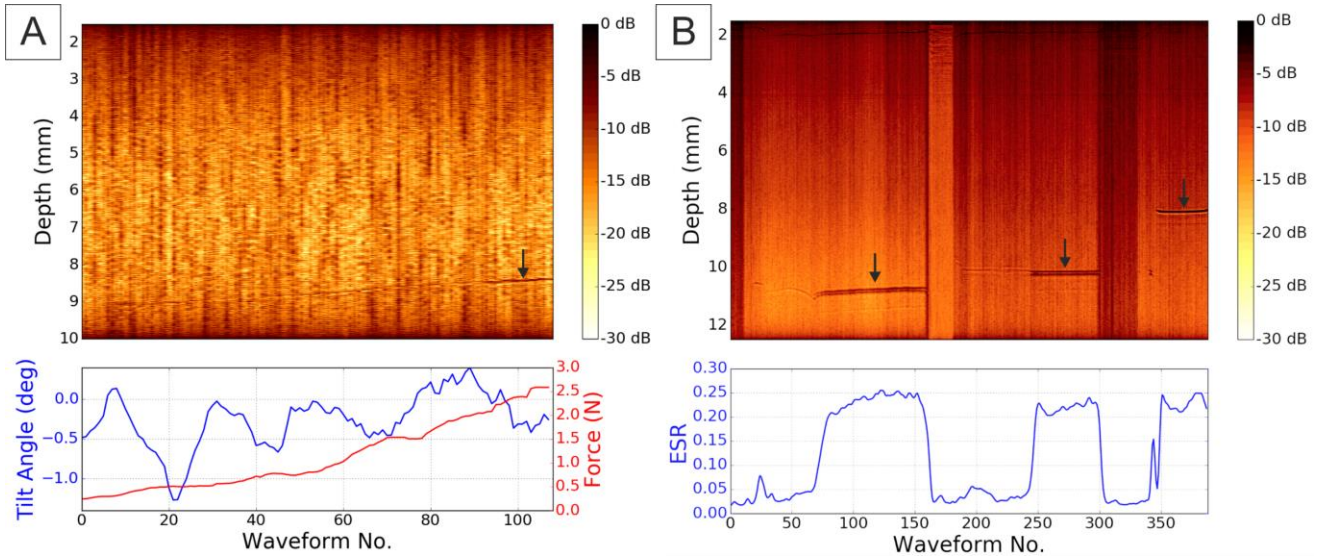 A
Depth (mm)
2
3
4
5
6
7
8
9
10
0 dB
-5 dB
-10 dB
-15 dB
-20 dB
-25 dB
-30 dB
Tilt Angle (deg)
0.0
−0.5
−1.0
3.0
2.5
2.0
1.5
1.0
0.5
0.0
Force (N)
0 20 40 60 80 100
Waveform No.
B
Depth (mm)
2
4
6
8
10
12
0 dB
-5 dB
-10 dB
-15 dB
-20 dB
-25 dB
-30 dB
ESR
0.30
0.25
0.20
0.15
0.10
0.05
0.00
0 50 100 150 200 250 300 350
Waveform No.